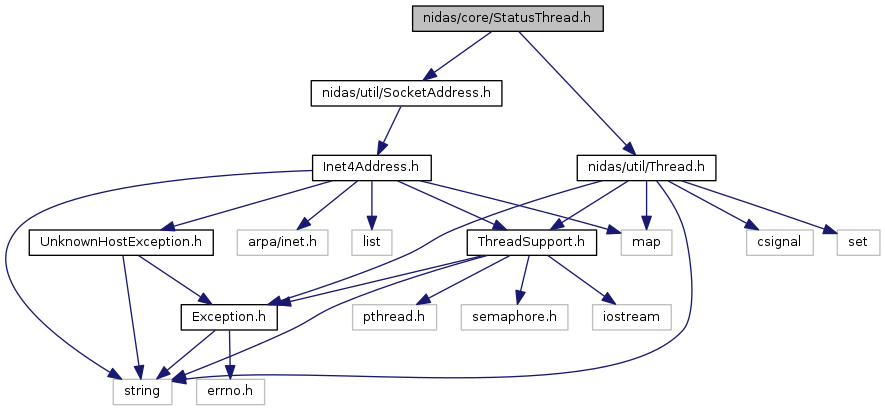 nidas/core/StatusThread.h
nidas/util/SocketAddress.h
Inet4Address.h
nidas/util/Thread.h
UnknownHostException.h
arpa/inet.h
list
ThreadSupport.h
map
csignal
set
Exception.h
pthread.h
semaphore.h
iostream
string
errno.h